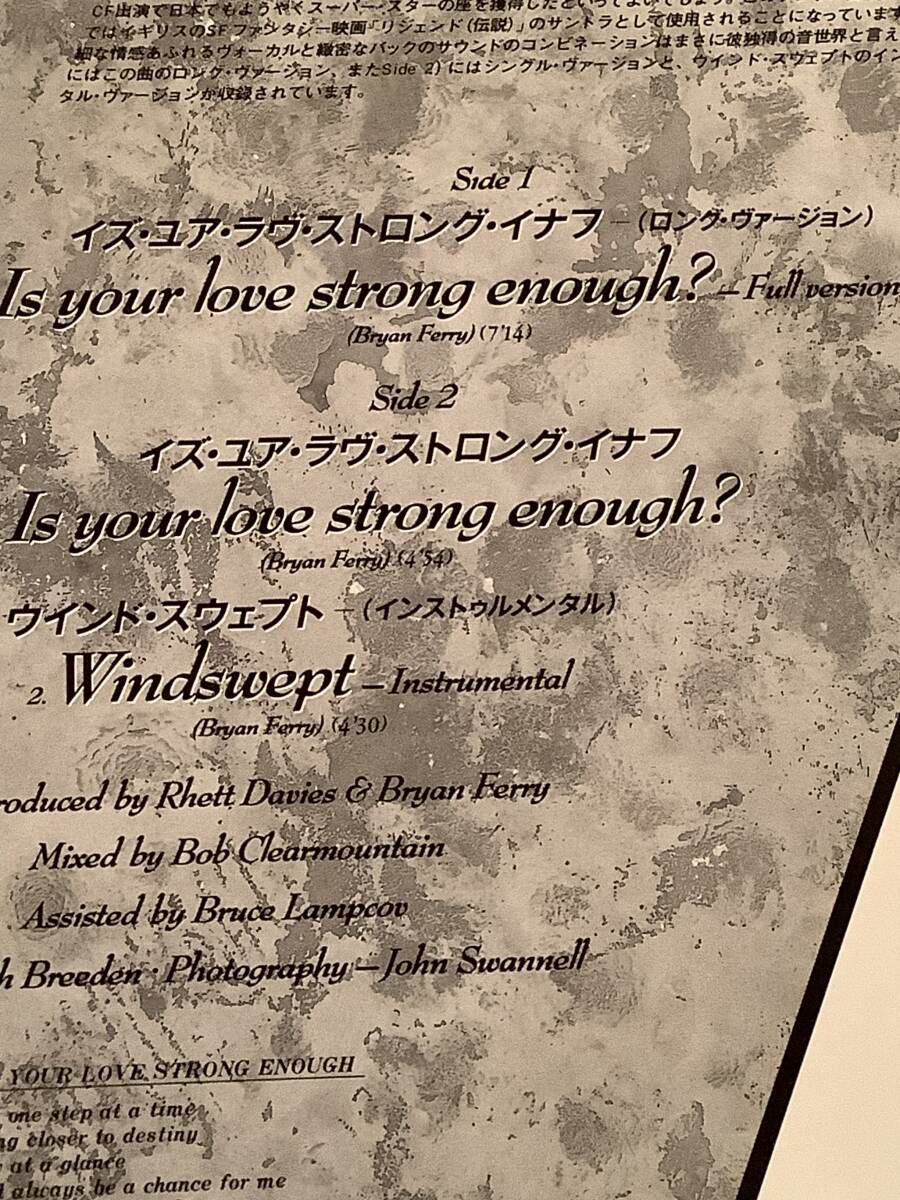 CF出演で日本でもようやくスーパー・スターの座を獲得したといってよいでしょう。
ではイギリスのSFファンタジー映画「リジェンド(伝説)」のサントラとして使用されることになっています
細な情感あふれるヴォーカルと緻密なバックのサウンドのコンビネーションはまさに彼独得の音世界と言え
にはこの曲のロング・ヴァージョン、またSide 2)にはシングル・ヴァージョンと、ウインド・スウェプトのイン
タル・ヴァージョンが収録されています。
Side 1
イズ・ユア・ラヴ・ストロング・イナフ—(ロング・ヴァージョン)
Is your love strong enough?—Full version
(Bryan Ferry) (7'14)
Side 2
イズ・ユア・ラヴ・ストロング・イナフ
Is your love strong enough?
(Bryan Ferry) (4'54)
ウインド・スウェプト—(インストゥルメンタル)
2. Windswept—Instrumental
(Bryan Ferry) (4'30)
roduced by Rhett Davies & Bryan Ferry
Mixed by Bob Clearmountain
Assisted by Bruce Lampcov
h Breeden・Photography—John Swannell
YOUR LOVE STRONG ENOUGH
one step at a time
ng closer to destiny
at a glance
always be a chance for me